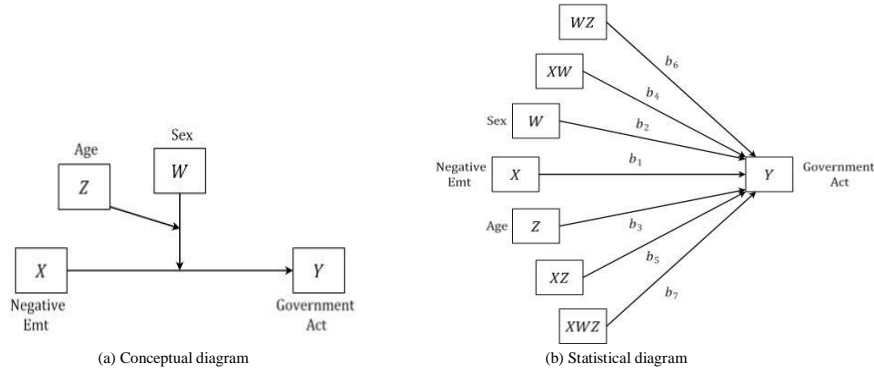 Age
Sex
Z
W
X
Y
Negative
Emt
Government
Act
(a) Conceptual diagram
WZ
b6
XW
b4
Sex
W
b2
Negative
Emt
X
b1
Y
Government
Act
Age
Z
b3
XZ
b5
XWZ
b7
(b) Statistical diagram